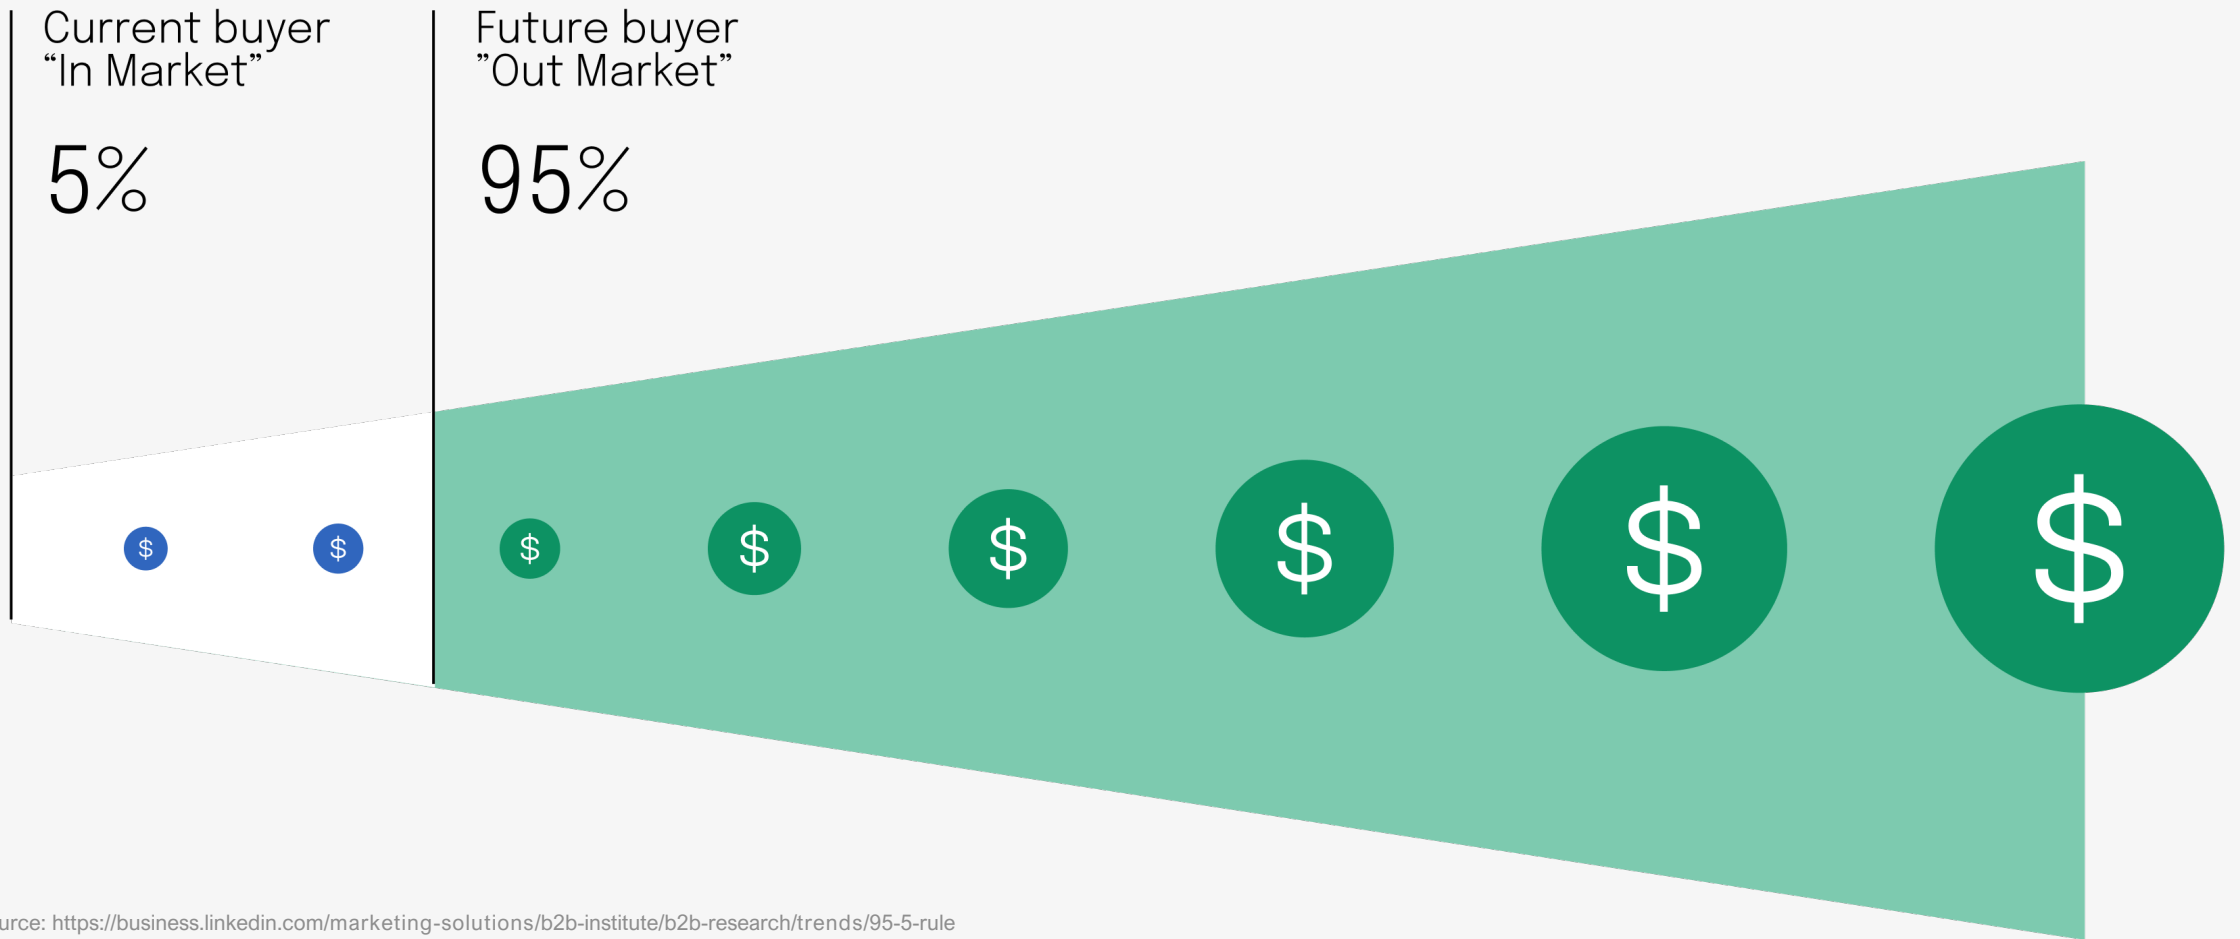 Current buyer
“In Market”
5%
Future buyer
”Out Market”
95%
$ $ $ $ $ $ $ $
urce: https://business.linkedin.com/marketing-solutions/b2b-institute/b2b-research/trends/95-5-rule